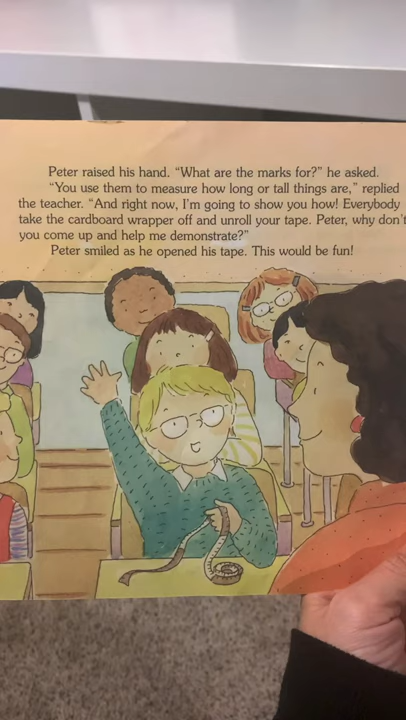 Peter raised his hand. “What are the marks for?” he asked.
“You use them to measure how long or tall things are,” replied
the teacher. “And right now, I'm going to show you how! Everybody
take the cardboard wrapper off and unroll your tape. Peter, why don't
you come up and help me demonstrate?”
Peter smiled as he opened his tape. This would be fun!